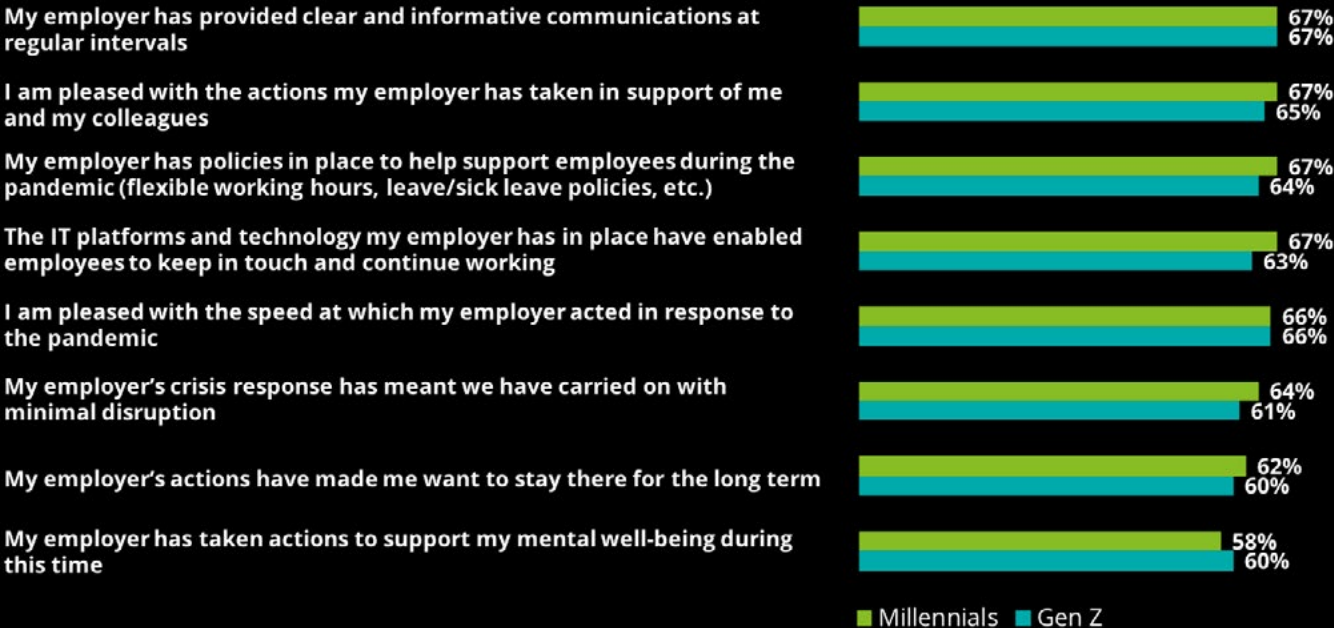 My employer has provided clear and informative communications at
regular intervals
67%
67%
I am pleased with the actions my employer has taken in support of me
and my colleagues
67%
65%
My employer has policies in place to help support employees during the
pandemic (flexible working hours, leave/sick leave policies, etc.)
67%
64%
The IT platforms and technology my employer has in place have enabled
employees to keep in touch and continue working
67%
63%
I am pleased with the speed at which my employer acted in response to
the pandemic
66%
66%
My employer’s crisis response has meant we have carried on with
minimal disruption
64%
61%
My employer’s actions have made me want to stay there for the long term
62%
60%
My employer has taken actions to support my mental well-being during
this time
58%
60%
Millennials Gen Z